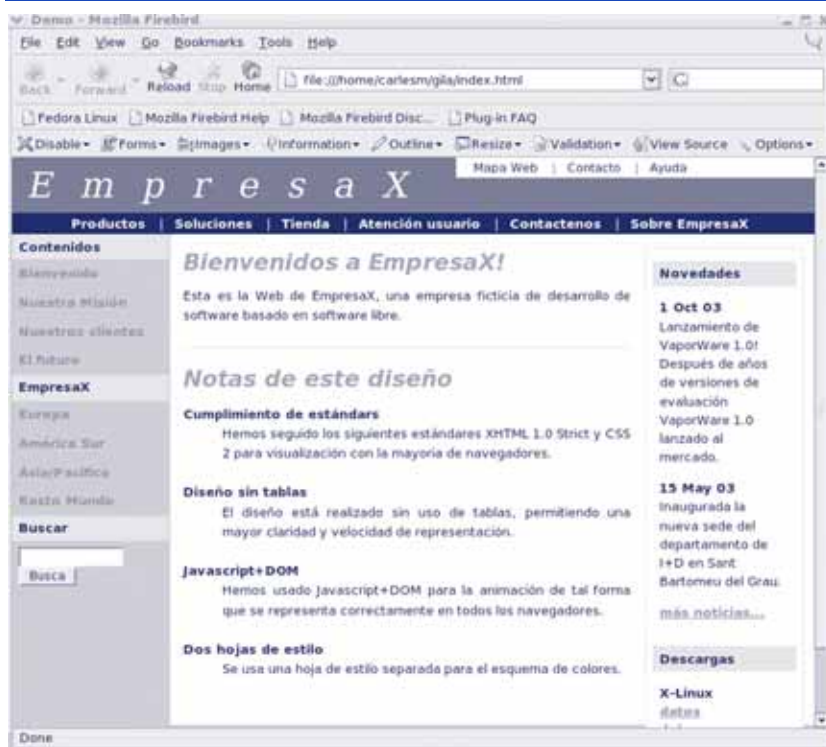 Demo - Mozilla Firebird
File Edit View Go Bookmarks Tools Help
Back Forward Reload Stop Home file:///home/carlesm/gila/index.html
Fedora Linux Mozilla Firebird Help Mozilla Firebird Disc... Plug-in FAQ
Disable Forms Images Information Outline Resize Validation View Source Options
Mapa Web | Contacto | Ayuda
EmpresaX
Productos | Soluciones | Tienda | Atención usuario | Contactenos | Sobre EmpresaX
Contenidos
Bienvenido
Nuestra Misión
Nuestros clientes
El futuro
EmpresaX
Europa
América Sur
Asia/Pacífico
Resto Mundo
Buscar
Busca
Bienvenidos a EmpresaX!
Esta es la Web de EmpresaX, una empresa ficticia de desarrollo de
software basado en software libre.
Notas de este diseño
Cumplimiento de estándars
Hemos seguido los siguientes estándares XHTML 1.0 Strict y CSS
2 para visualización con la mayoria de navegadores.
Diseño sin tablas
El diseño está realizado sin uso de tablas, permitiendo una
mayor claridad y velocidad de representación.
Javascript+DOM
Hemos usado Javascript+DOM para la animación de tal forma
que se representa correctamente en todos los navegadores.
Dos hojas de estilo
Se usa una hoja de estilo separada para el esquema de colores.
Novedades
1 Oct 03
Lanzamiento de
VaporWare 1.0!
Después de años
de versiones de
evaluación
VaporWare 1.0
lanzado al
mercado.
15 May 03
Inaugurada la
nueva sede del
departamento de
I+D en Sant
Bartomeu del Grau.
más noticias...
Descargas
X-Linux
datos
Done